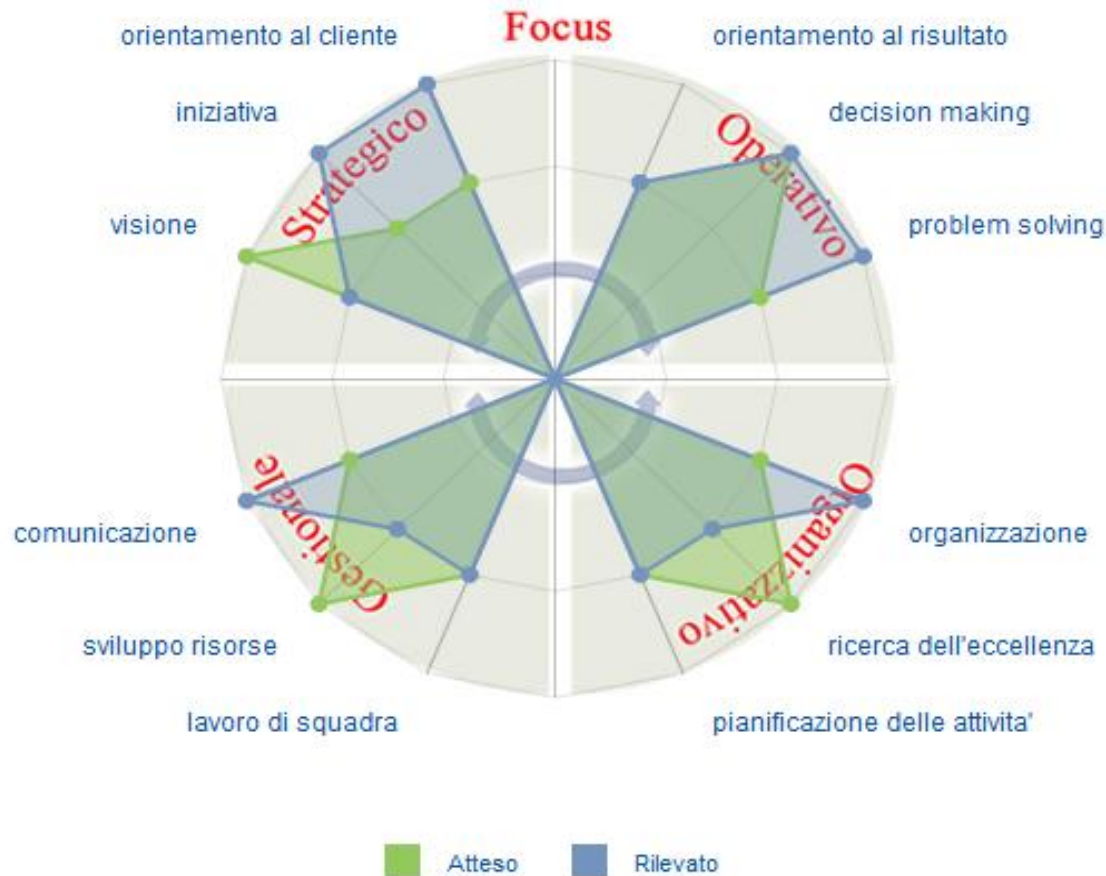 Focus
orientamento al cliente
orientamento al risultato
iniziativa
decision making
Strategico
Operativo
visione
problem solving
comunicazione
Gestionale
Organizzativo
organizzazione
sviluppo risorse
ricerca dell'eccellenza
lavoro di squadra
pianificazione delle attivita'
Atteso
Rilevato